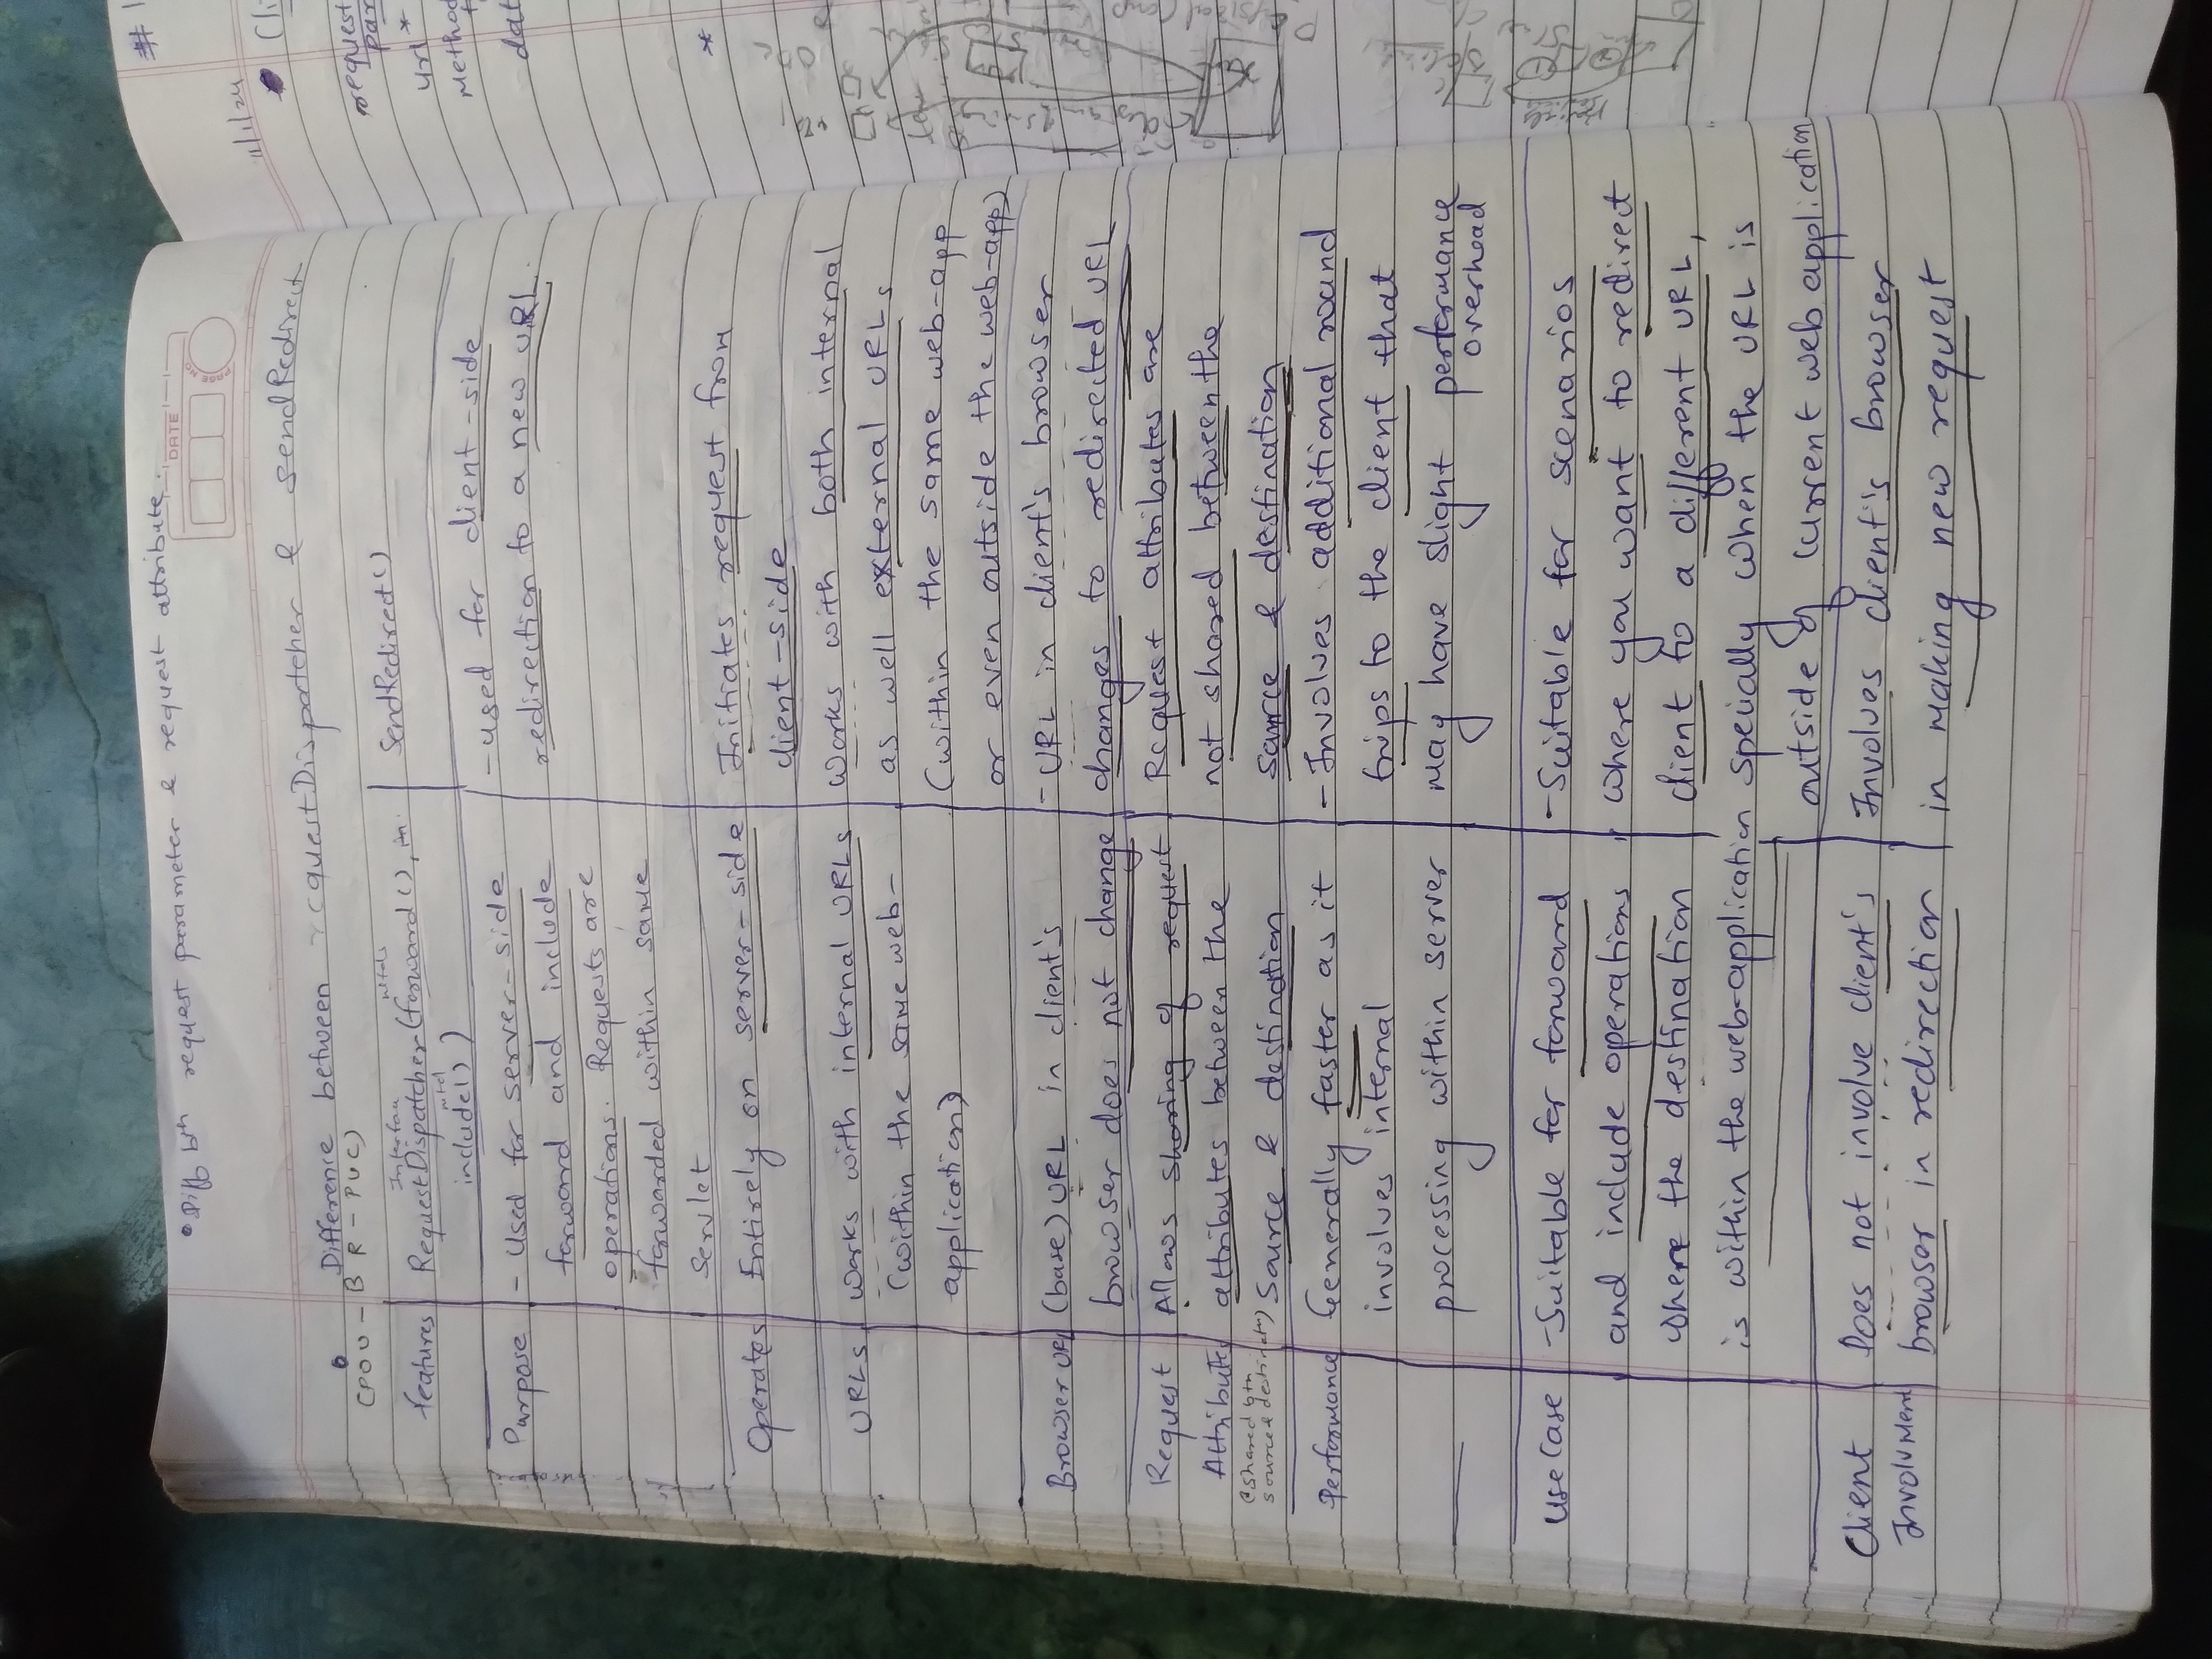 • Diff btn request parameter & request attribute.
DATE
PAGE NO.
Difference between requestDispatcher & sendRedirect
(POU - B R - PUC)
features
Interface
RequestDispatcher (forward(),
include())
SendRedirect()
Purpose
- Used for server-side
forward and include
operations. Requests are
forwarded within same
servlet
- used for client-side
redirection to a new URL.
Operates
Entirely on server-side
Initiates request from
client-side
URLs
works with internal URLs
(within the same web-
application)
works with both internal
as well external URLs
(within the same web-app
or even outside the web-app)
Browser URL
(base) URL in client's
browser does not change
- URL in client's browser
changes to redirected URL
Request
Attribute
(shared btn
source & destination)
Allows sharing of request
attributes between the
source & destination
Request attributes are
not shared between the
source & destination
Performance
Generally faster as it
involves internal
processing within server
- Involves additional round
trips to the client that
may have slight performance
overhead
Use Case
- Suitable for forward
and include operations
where the destination
is within the web-application
- Suitable for scenarios
where you want to redirect
client to a different URL,
specially when the URL is
outside of current web application
Client
Involvment
Does not involve client's
browser in redirection
Involves client's browser
in making new request
11/1/24
request
par
url *
Method
dat